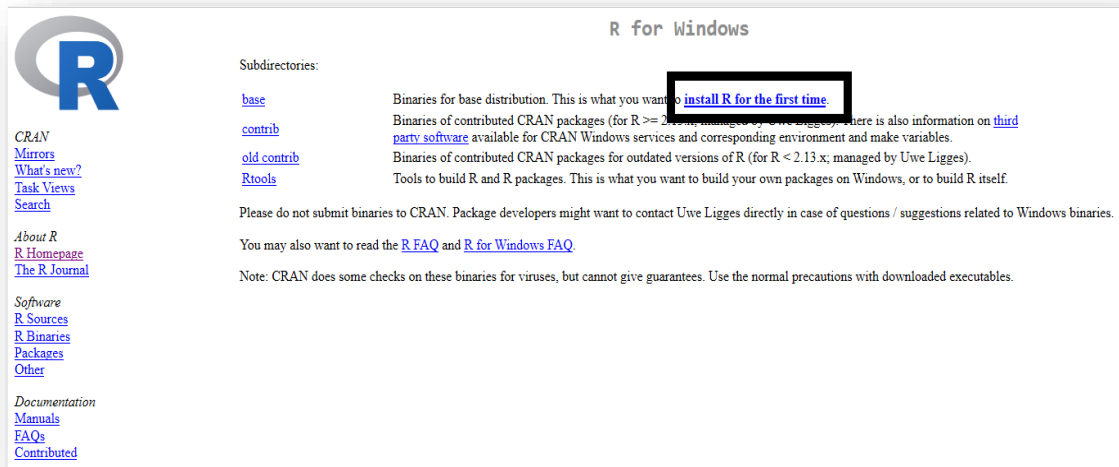 R
R for Windows
Subdirectories:
base Binaries for base distribution. This is what you want to install R for the first time.
contrib Binaries of contributed CRAN packages (for R >= 2.13.x; managed by Uwe Ligges). There is also information on third
party software available for CRAN Windows services and corresponding environment and make variables.
old contrib Binaries of contributed CRAN packages for outdated versions of R (for R < 2.13.x; managed by Uwe Ligges).
Rtools Tools to build R and R packages. This is what you want to build your own packages on Windows, or to build R itself.
Please do not submit binaries to CRAN. Package developers might want to contact Uwe Ligges directly in case of questions / suggestions related to Windows binaries.
You may also want to read the R FAQ and R for Windows FAQ.
Note: CRAN does some checks on these binaries for viruses, but cannot give guarantees. Use the normal precautions with downloaded executables.
CRAN
Mirrors
What's new?
Task Views
Search
About R
R Homepage
The R Journal
Software
R Sources
R Binaries
Packages
Other
Documentation
Manuals
FAQs
Contributed